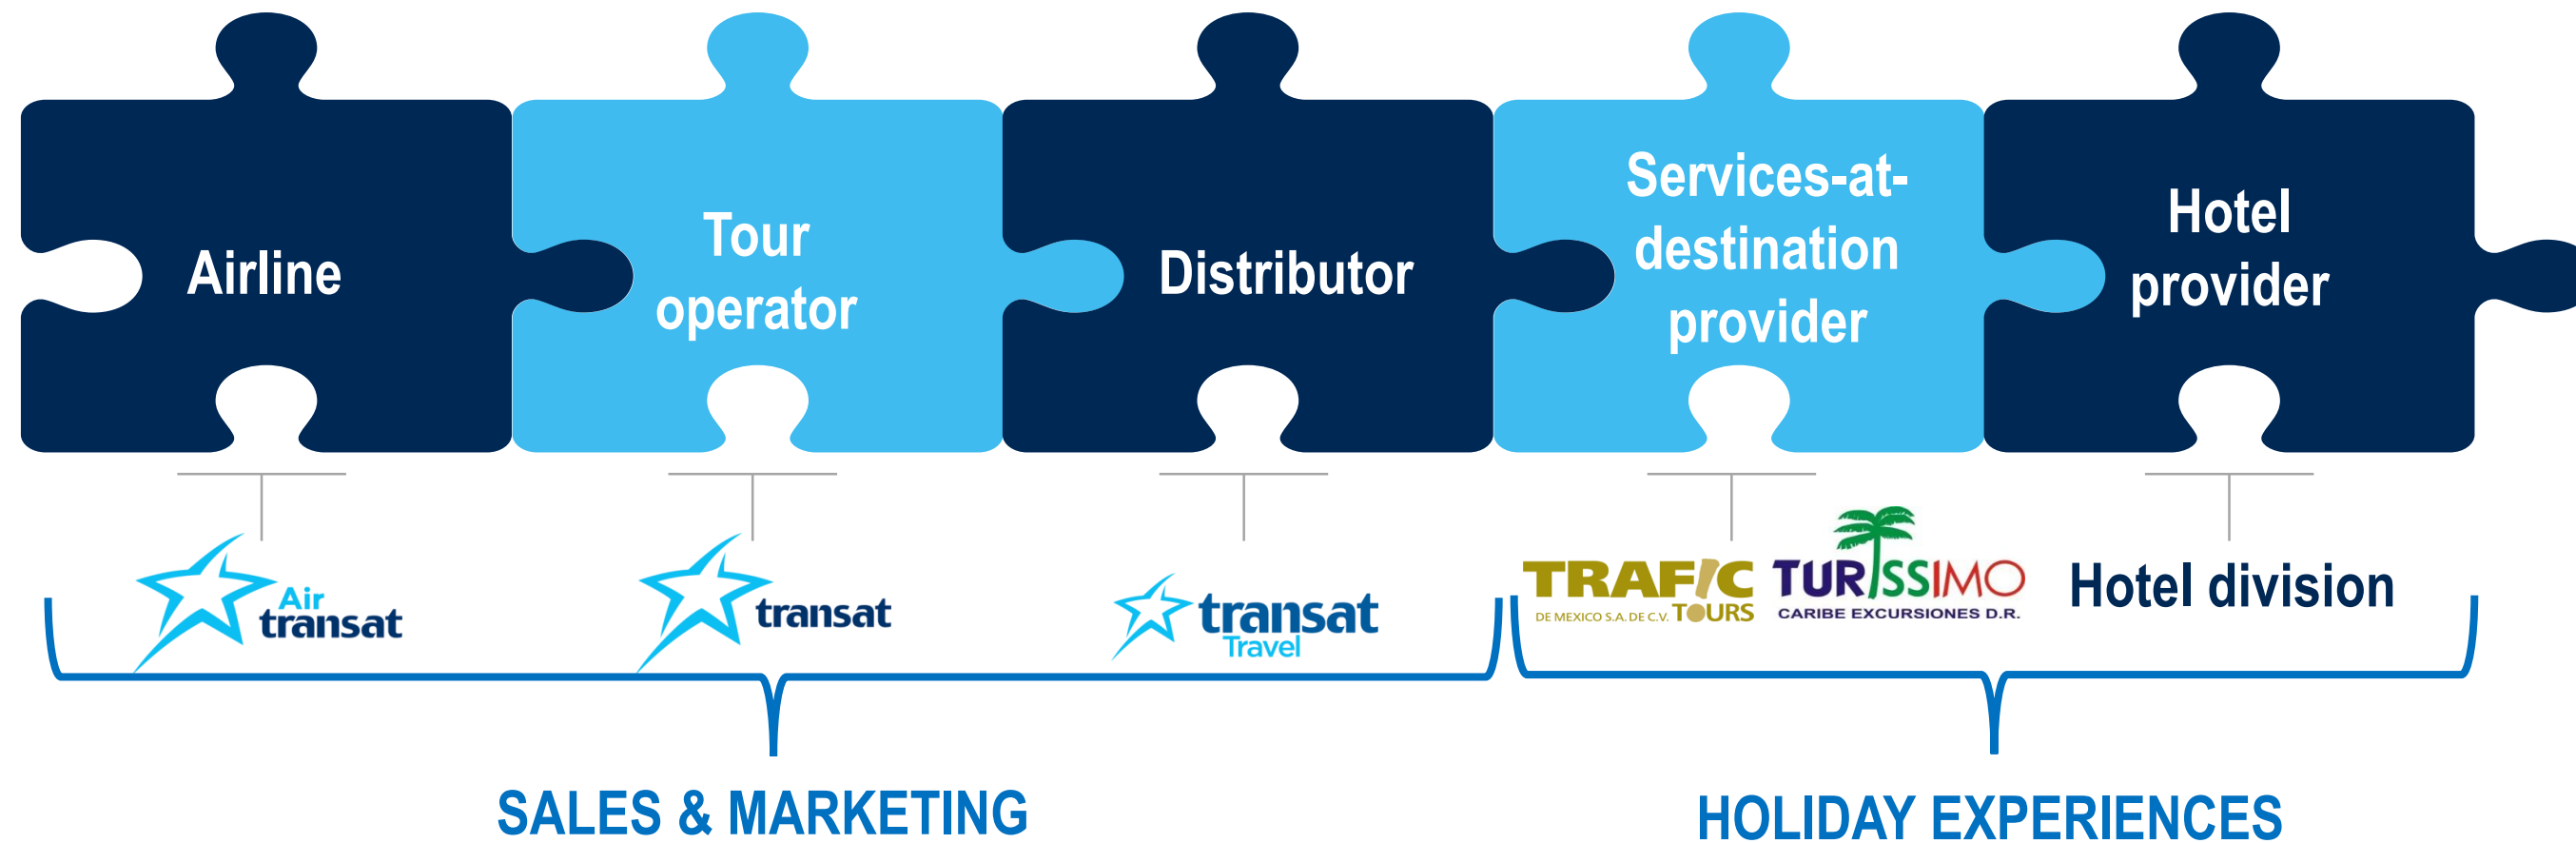 Airline
Tour
operator
Distributor
Services-at-
destination
provider
Hotel
provider
Air
transat
transat
transat
Travel
TRAFIC
DE MEXICO S.A. DE C.V. TOURS
TURISSIMO
CARIBE EXCURSIONES D.R.
Hotel division
SALES & MARKETING
HOLIDAY EXPERIENCES